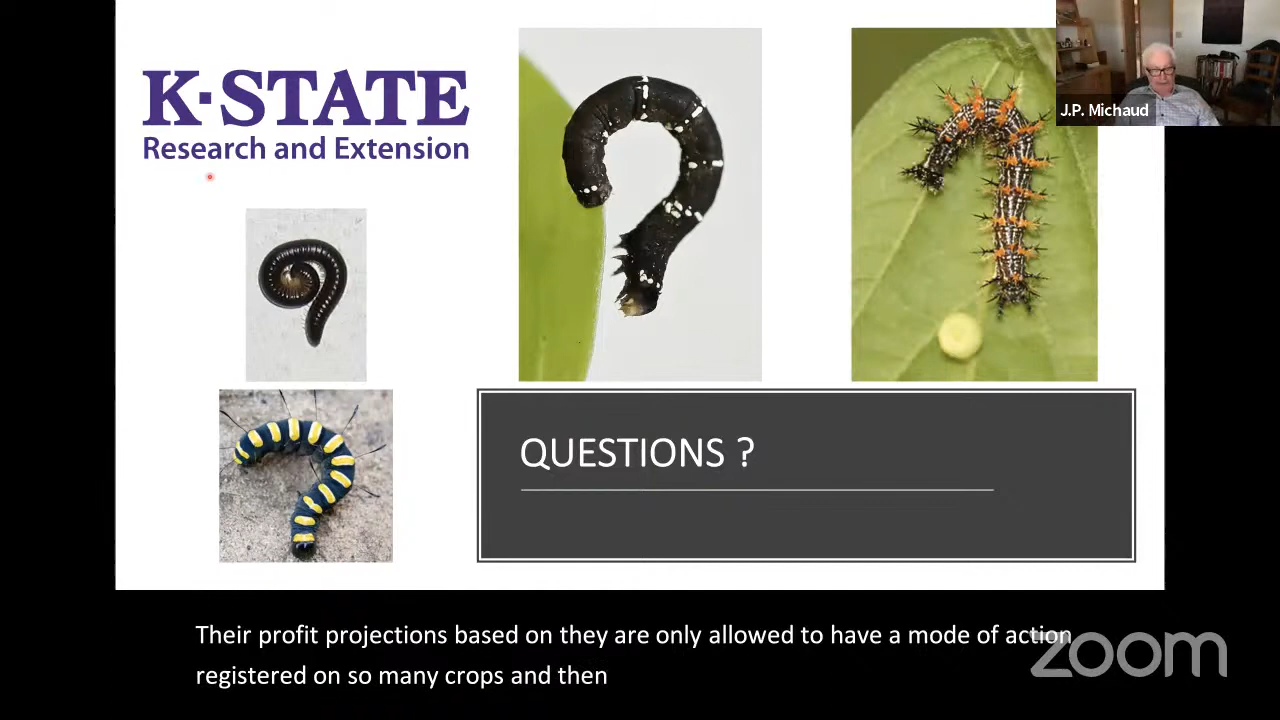 K·STATE
Research and Extension
J.P. Michaud
QUESTIONS ?
Their profit projections based on they are only allowed to have a mode of action
registered on so many crops and then
zoom